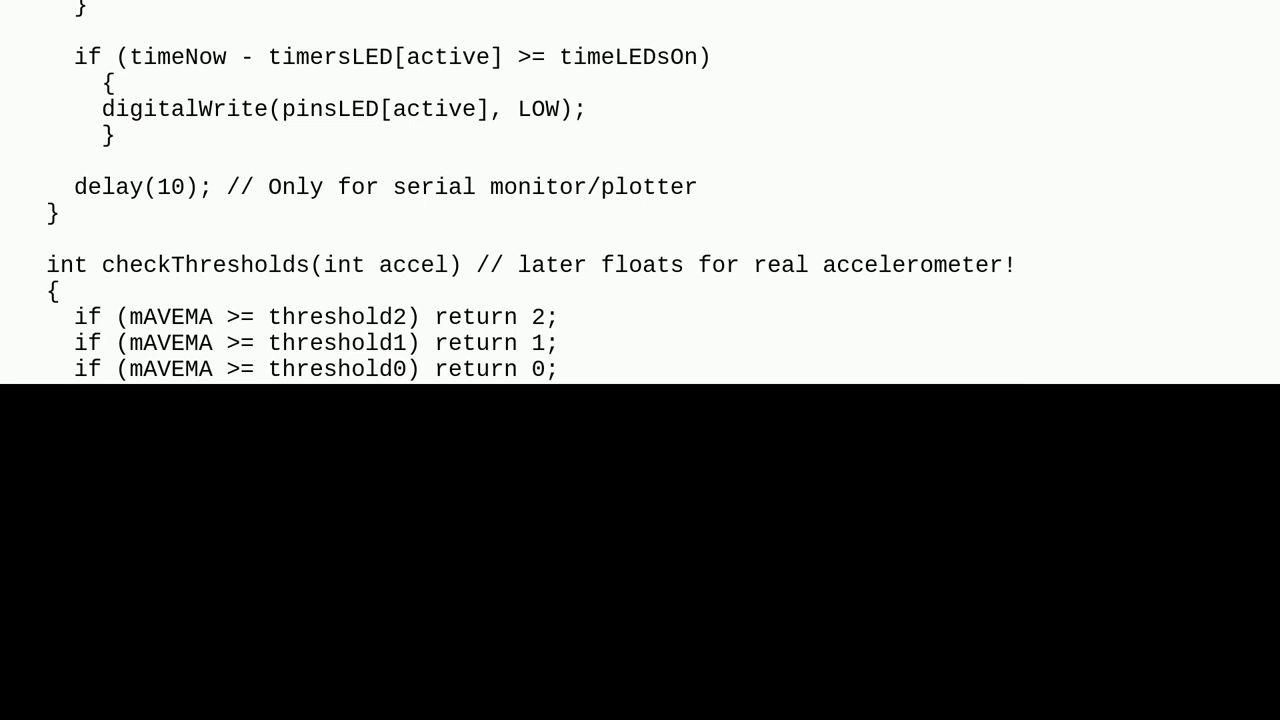 }
if (timeNow - timersLED[active] >= timeLEDsOn)
{
digitalWrite(pinsLED[active], LOW);
}
delay(10); // Only for serial monitor/plotter
}
int checkThresholds(int accel) // later floats for real accelerometer!
{
if (mAVEMA >= threshold2) return 2;
if (mAVEMA >= threshold1) return 1;
if (mAVEMA >= threshold0) return 0;